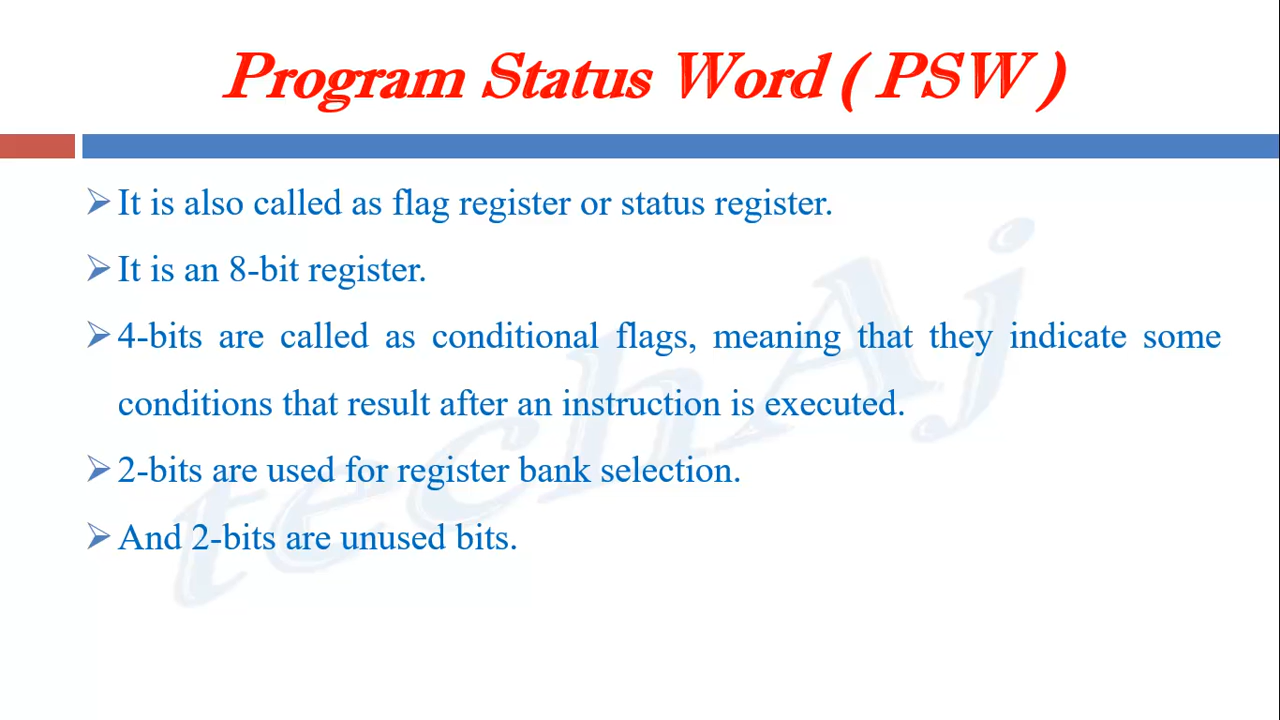 Program Status Word ( PSW )
It is also called as flag register or status register.
It is an 8-bit register.
4-bits are called as conditional flags, meaning that they indicate some
conditions that result after an instruction is executed.
2-bits are used for register bank selection.
And 2-bits are unused bits.
techAj